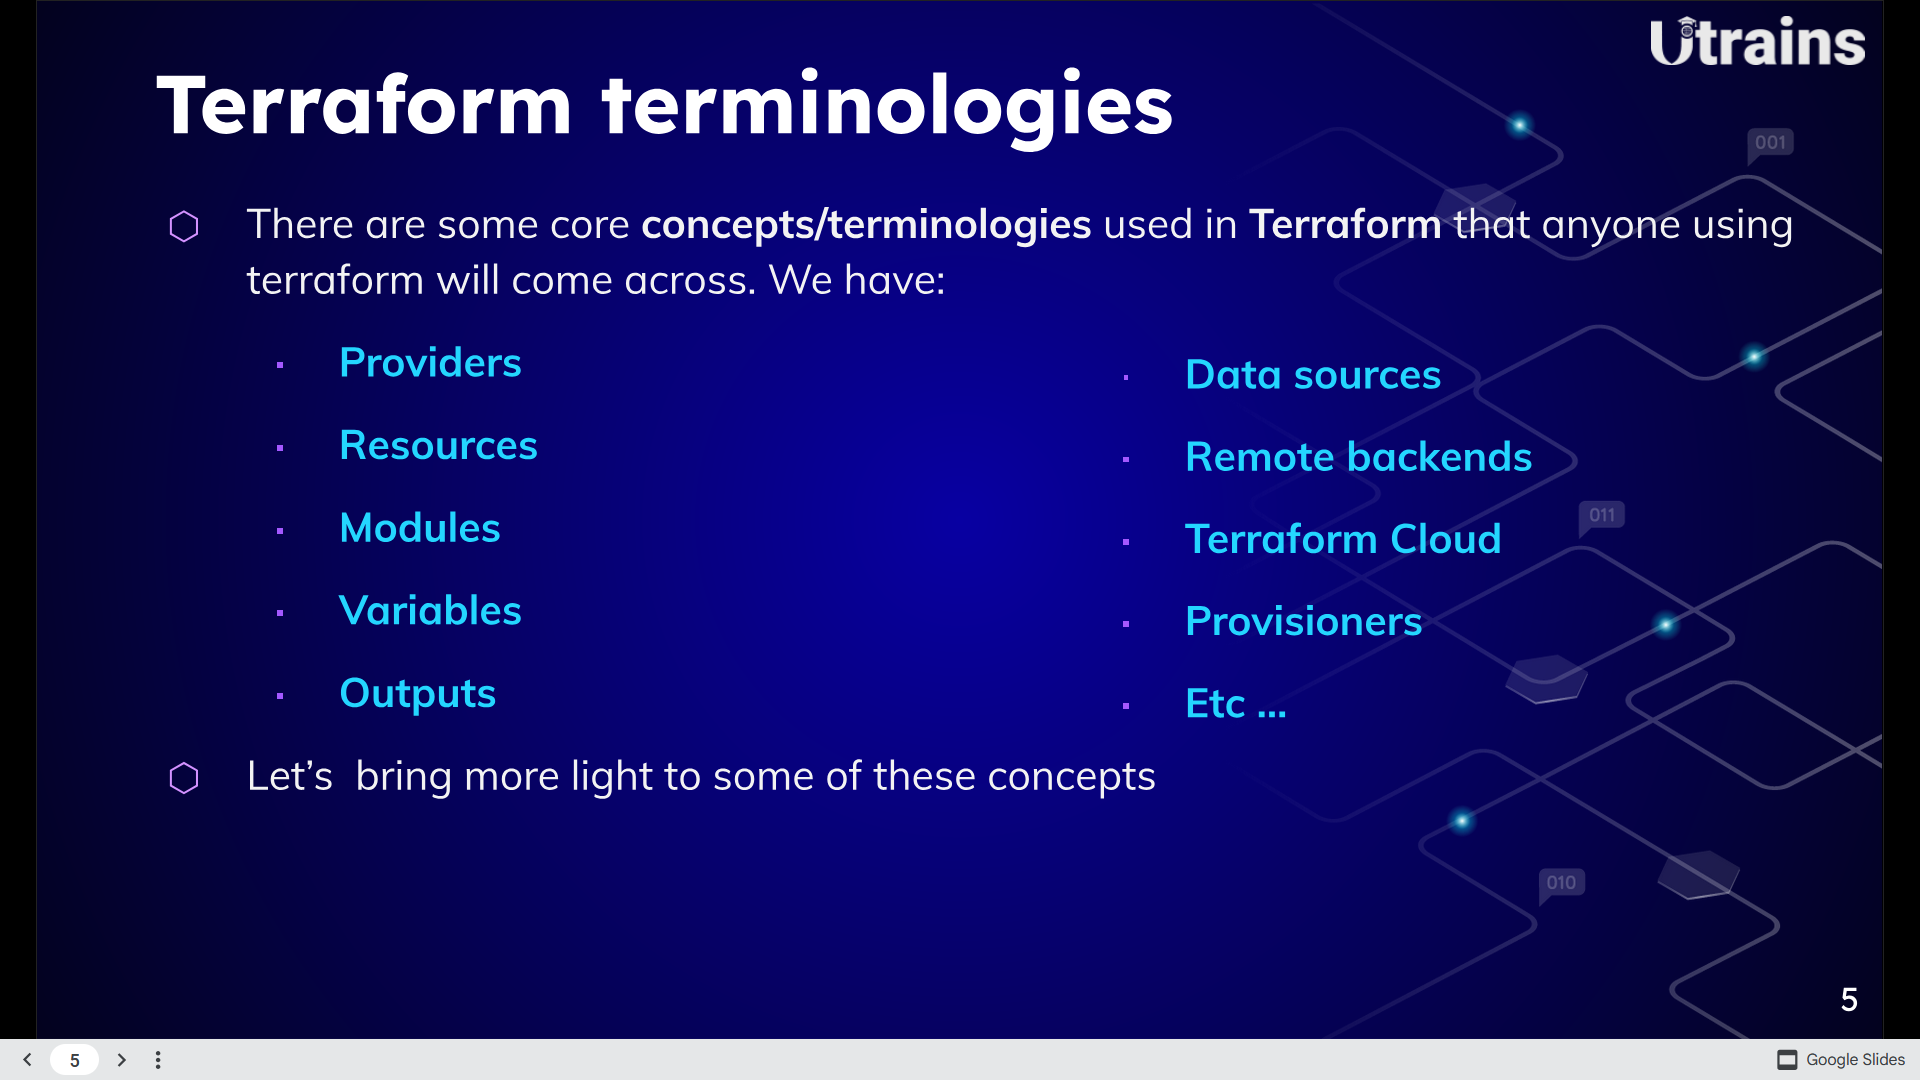 Utrains
Terraform terminologies
001
There are some core concepts/terminologies used in Terraform that anyone using
terraform will come across. We have:
Providers
Resources
Modules
Variables
Outputs
Data sources
Remote backends
Terraform Cloud
Provisioners
Etc ...
011
Let’s  bring more light to some of these concepts
010
5
5
Google Slides